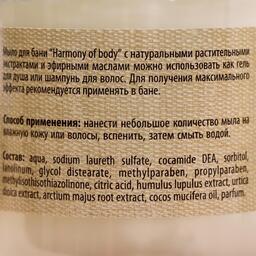 Мыло для бани "Harmony of body" с натуральными растительными
экстрактами и эфирными маслами можно использовать как гель
для душа или шампунь для волос. Для получения максимального
эффекта рекомендуется применять в бане.
Способ применения: нанести небольшое количество мыла на
влажную кожу или волосы, вспенить, затем смыть водой.
Состав: aqua, sodium laureth sulfate, cocamide DEA, sorbitol,
lanolinum, glycol distearate, methylparaben, propylparaben,
methylisothisothiazolinone, citric acid, humulus lupulus extract, urtica
dioica extract, arctium majus root extract, cocos mucifera oil, parfum.